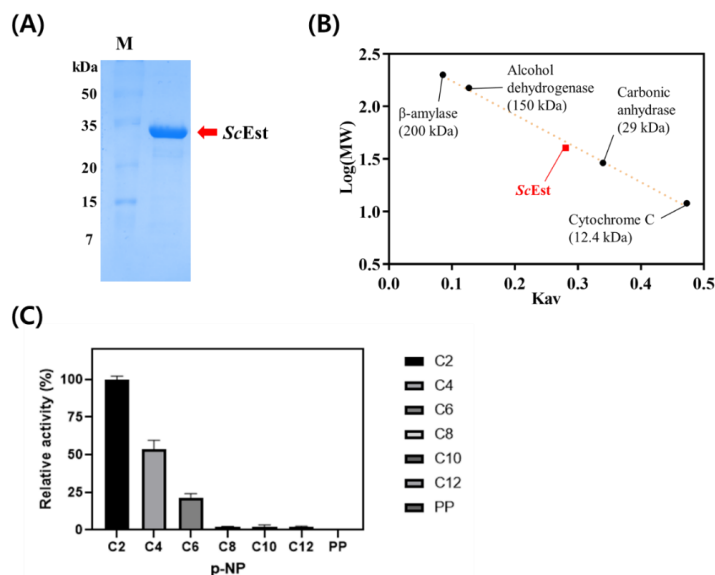 (A)
M
kDa
50
35
20
15
7
ScEst
(B)
Log(MW)
2.5
2.0
1.5
1.0
0.5
0.0
0.1
0.2
0.3
0.4
0.5
Kav
β-amylase
(200 kDa)
Alcohol
dehydrogenase
(150 kDa)
Carbonic
anhydrase
(29 kDa)
ScEst
Cytochrome C
(12.4 kDa)
(C)
Relative activity (%)
100
75
50
25
0
C2 C4 C6 C8 C10 C12 PP
p-NP
C2
C4
C6
C8
C10
C12
PP